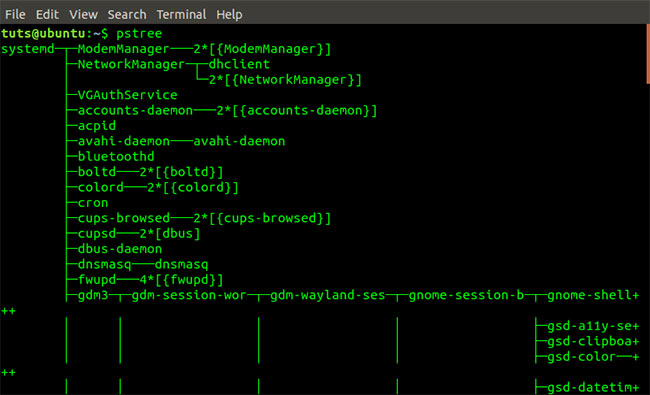 File Edit View Search Terminal Help
tuts@ubuntu:~$ pstree
systemd─┬─ModemManager───2*[{ModemManager}]
        ├─NetworkManager─┬─dhclient
        │                └─2*[{NetworkManager}]
        ├─VGAuthService
        ├─accounts-daemon───2*[{accounts-daemon}]
        ├─acpid
        ├─avahi-daemon───avahi-daemon
        ├─bluetoothd
        ├─boltd───2*[{boltd}]
        ├─colord───2*[{colord}]
        ├─cron
        ├─cups-browsed───2*[{cups-browsed}]
        ├─cupsd───2*[dbus]
        ├─dbus-daemon
        ├─dnsmasq───dnsmasq
        ├─fwupd───4*[{fwupd}]
        ├─gdm3─┬─gdm-session-wor─┬─gdm-wayland-ses─┬─gnome-session-b─┬─gnome-shell+
++
        │      │                 │                 │                 ├─gsd-a11y-se+
        │      │                 │                 │                 ├─gsd-clipboa+
        │      │                 │                 │                 ├─gsd-color──+
++
        │      │                 │                 │                 ├─gsd-datetim+